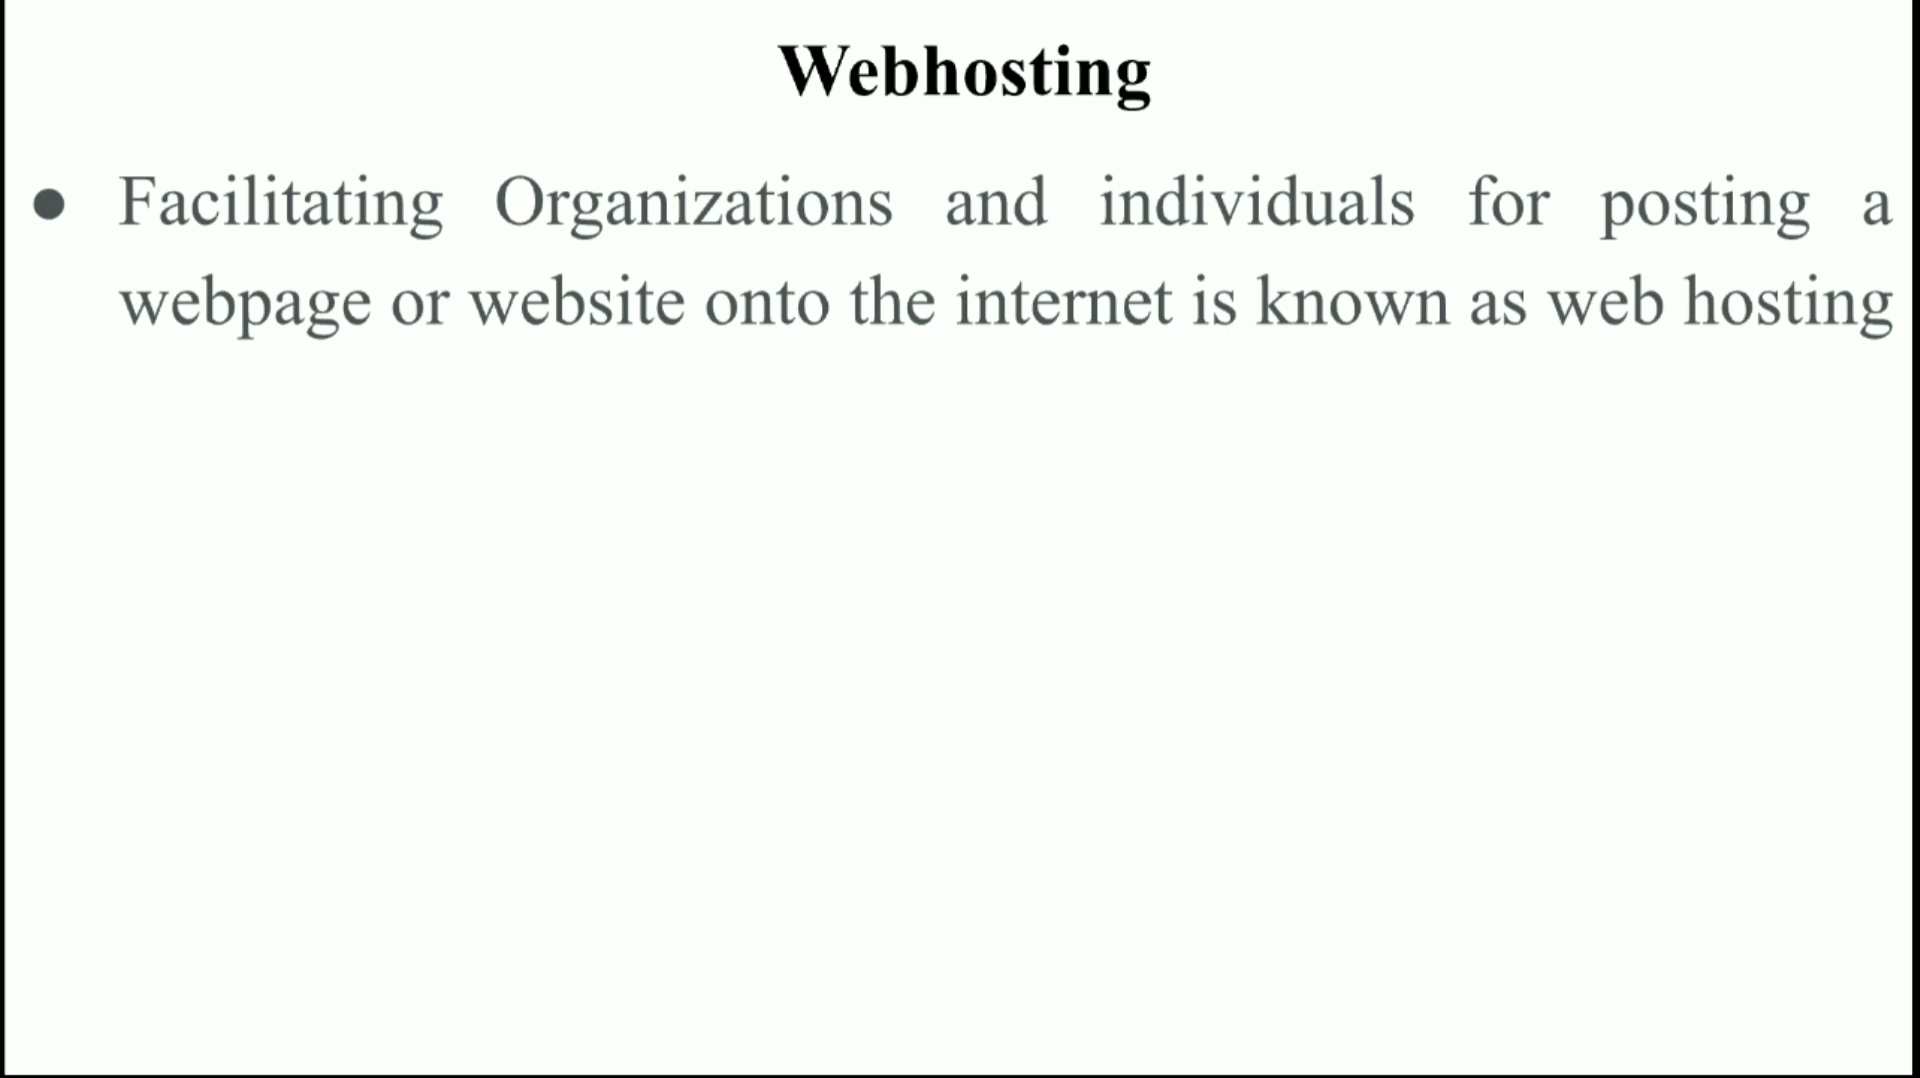 Webhosting
● Facilitating Organizations and individuals for posting a
webpage or website onto the internet is known as web hosting